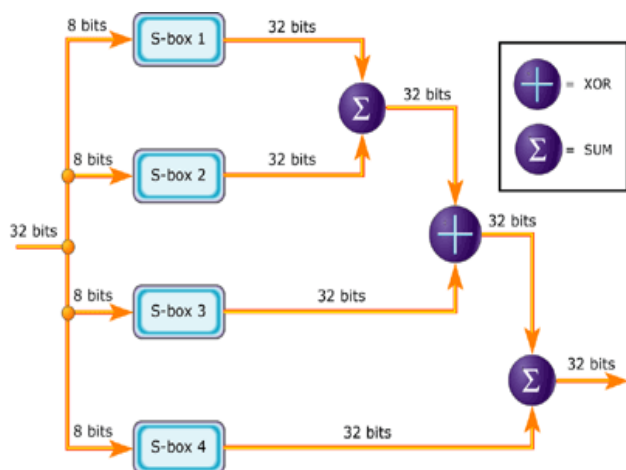 8 bits
S-box 1
32 bits
32 bits
Σ
= XOR
8 bits
S-box 2
32 bits
Σ
= SUM
32 bits
32 bits
8 bits
S-box 3
32 bits
Σ
32 bits
8 bits
S-box 4
32 bits